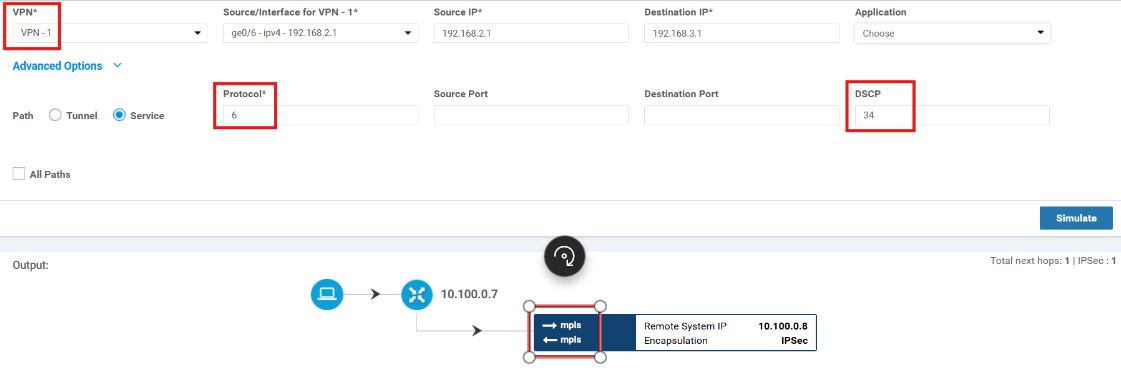 VPN* Source/Interface for VPN - 1* Source IP* Destination IP* Application
VPN - 1 ge0/6 - ipv4 - 192.168.2.1 192.168.2.1 192.168.3.1 Choose
Advanced Options
Protocol* Source Port Destination Port DSCP
Path Tunnel Service 6 34
All Paths
Simulate
Output: Total next hops: 1 | IPSec : 1
10.100.0.7
mpls Remote System IP 10.100.0.8
mpls Encapsulation IPSec